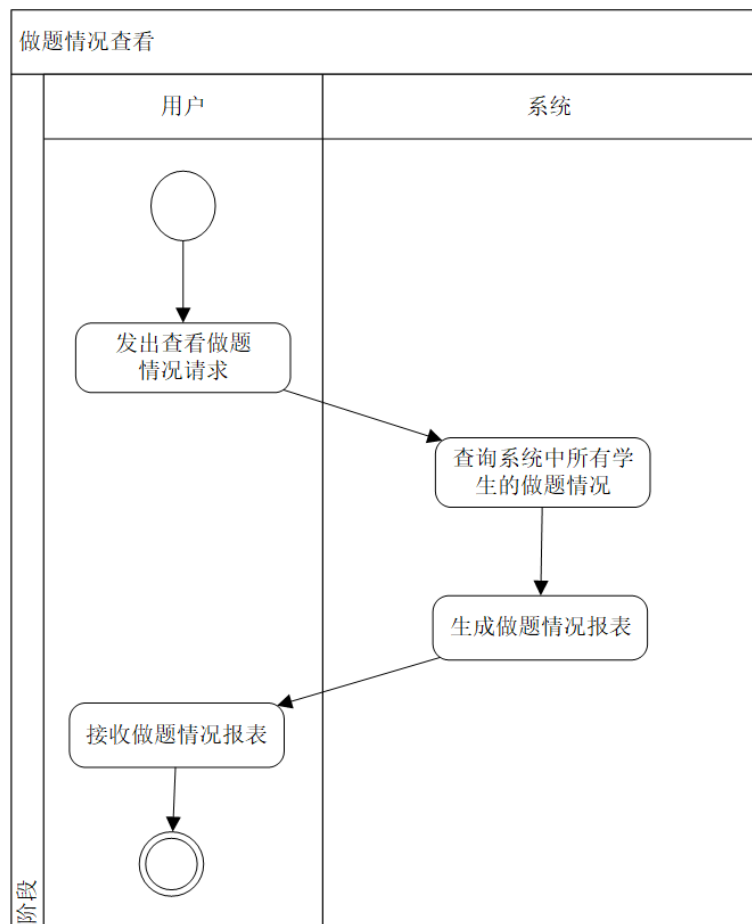 做题情况查看
用户
系统
发出查看做题
情况请求
查询系统中所有学
生的做题情况
生成做题情况报表
接收做题情况报表
阶段